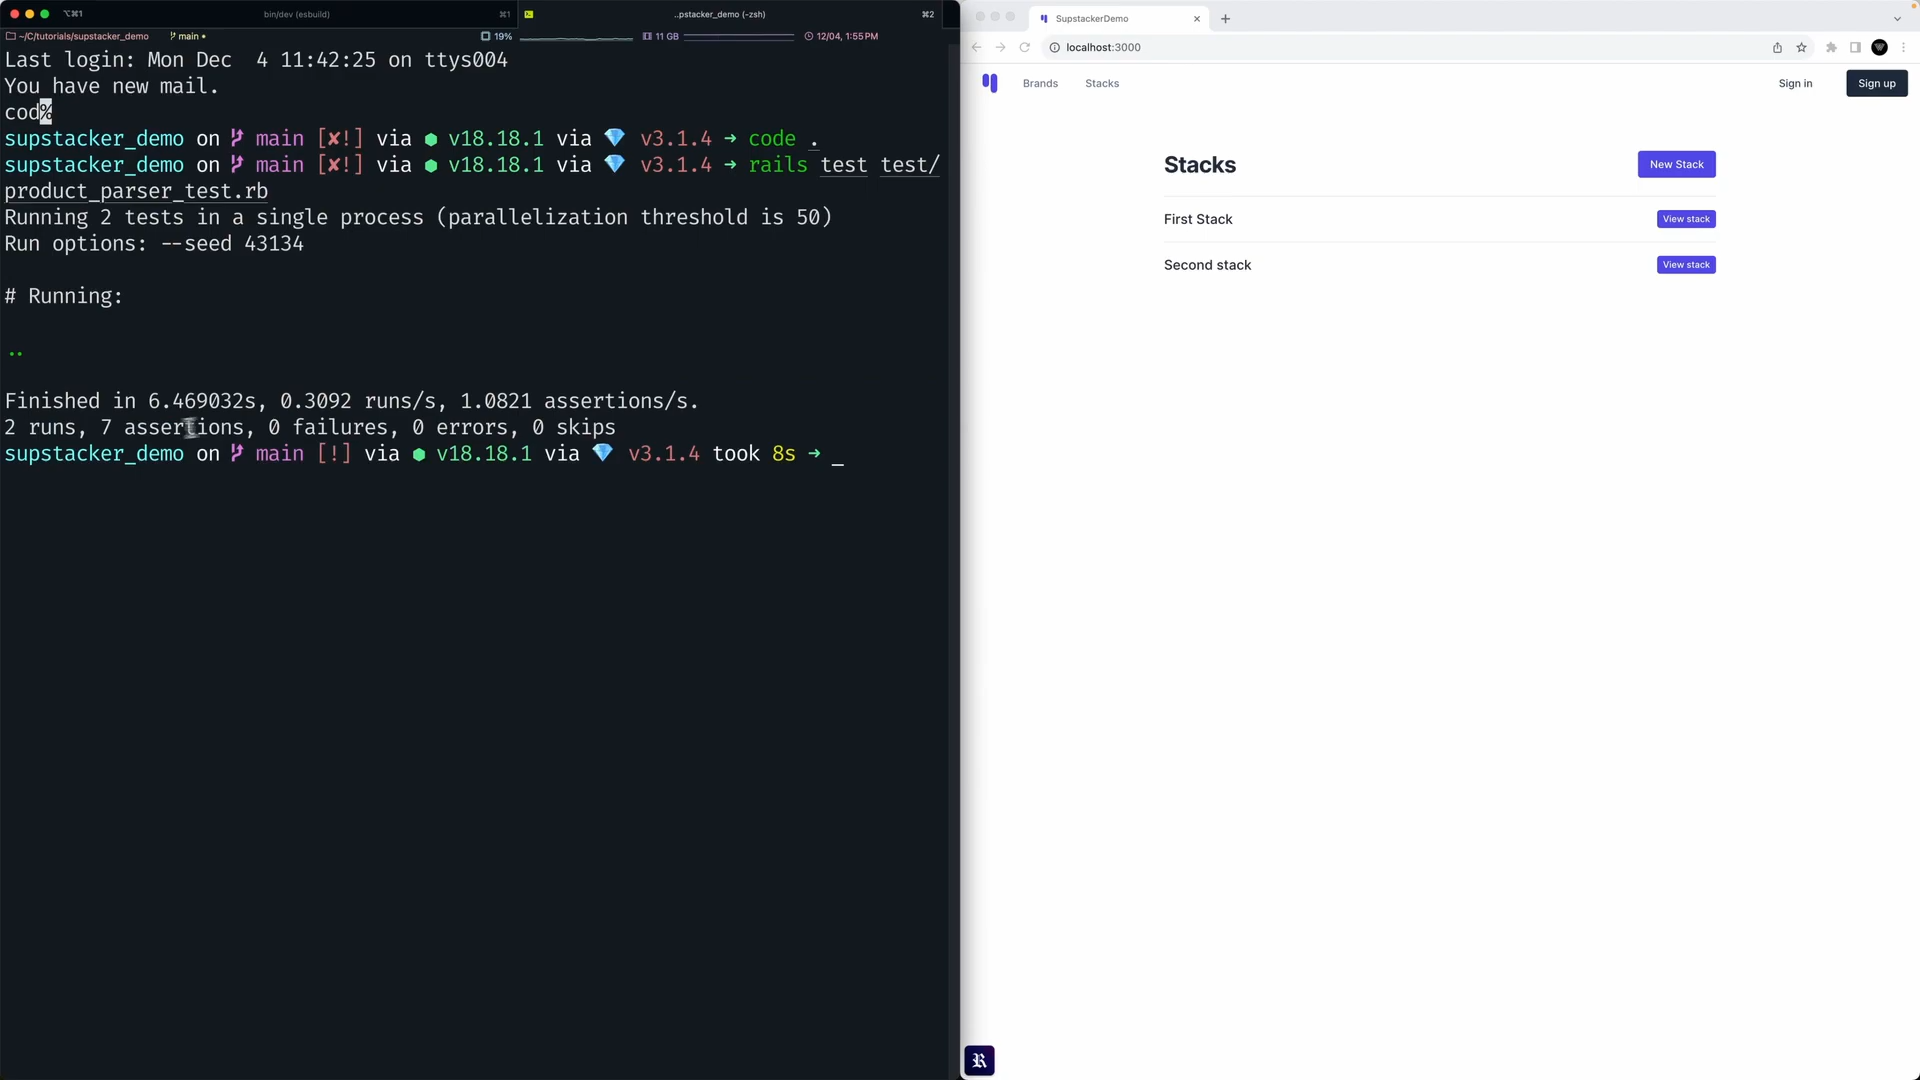 ⌥⌘1
bin/dev (esbuild)
⌘1
..pstacker_demo (-zsh)
⌘2
~/C/tutorials/supstacker_demo
main •
19%
11 GB
12/04, 1:55 PM
Last login: Mon Dec  4 11:42:25 on ttys004
You have new mail.
cod%
supstacker_demo on main [✘!] via ⬢ v18.18.1 via 💎 v3.1.4 → code .
supstacker_demo on main [✘!] via ⬢ v18.18.1 via 💎 v3.1.4 → rails test test/
product_parser_test.rb
Running 2 tests in a single process (parallelization threshold is 50)
Run options: --seed 43134
# Running:
..
Finished in 6.469032s, 0.3092 runs/s, 1.0821 assertions/s.
2 runs, 7 assertions, 0 failures, 0 errors, 0 skips
supstacker_demo on main [!] via ⬢ v18.18.1 via 💎 v3.1.4 took 8s → _
SupstackerDemo
localhost:3000
Brands
Stacks
Sign in
Sign up
Stacks
New Stack
First Stack
View stack
Second stack
View stack
R